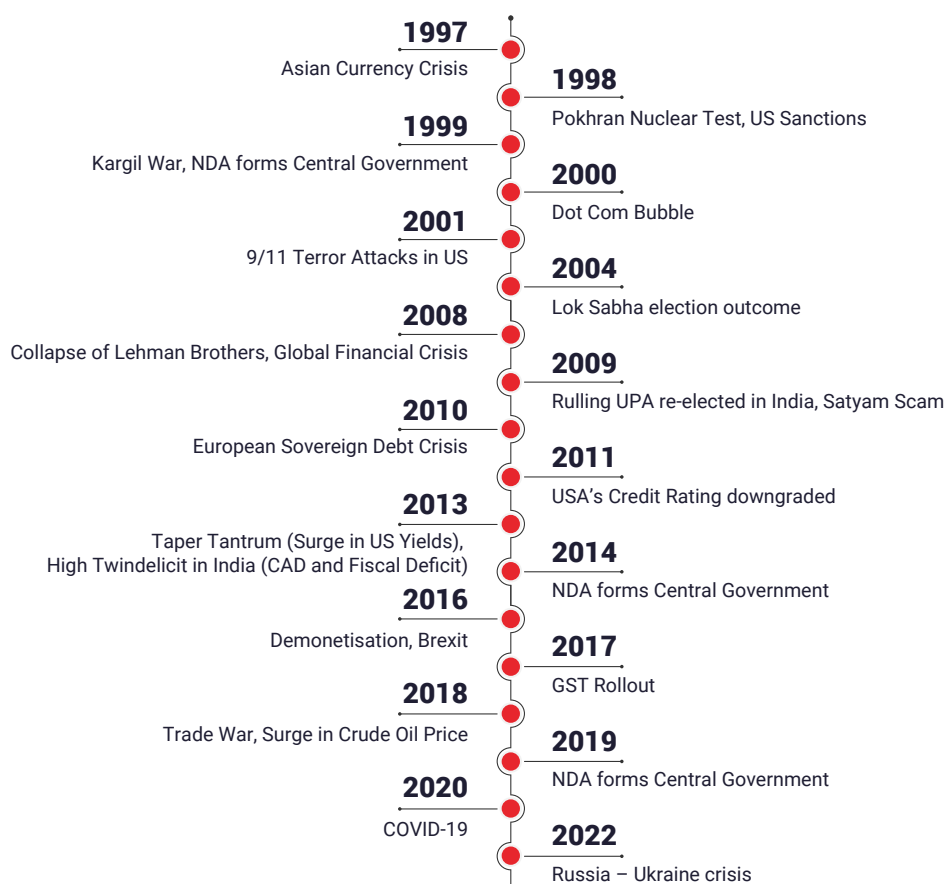 1997
Asian Currency Crisis
1998
Pokhran Nuclear Test, US Sanctions
1999
Kargil War, NDA forms Central Government
2000
Dot Com Bubble
2001
9/11 Terror Attacks in US
2004
Lok Sabha election outcome
2008
Collapse of Lehman Brothers, Global Financial Crisis
2009
Rulling UPA re-elected in India, Satyam Scam
2010
European Sovereign Debt Crisis
2011
USA’s Credit Rating downgraded
2013
Taper Tantrum (Surge in US Yields),
High Twindelicit in India (CAD and Fiscal Deficit)
2014
NDA forms Central Government
2016
Demonetisation, Brexit
2017
GST Rollout
2018
Trade War, Surge in Crude Oil Price
2019
NDA forms Central Government
2020
COVID-19
2022
Russia – Ukraine crisis